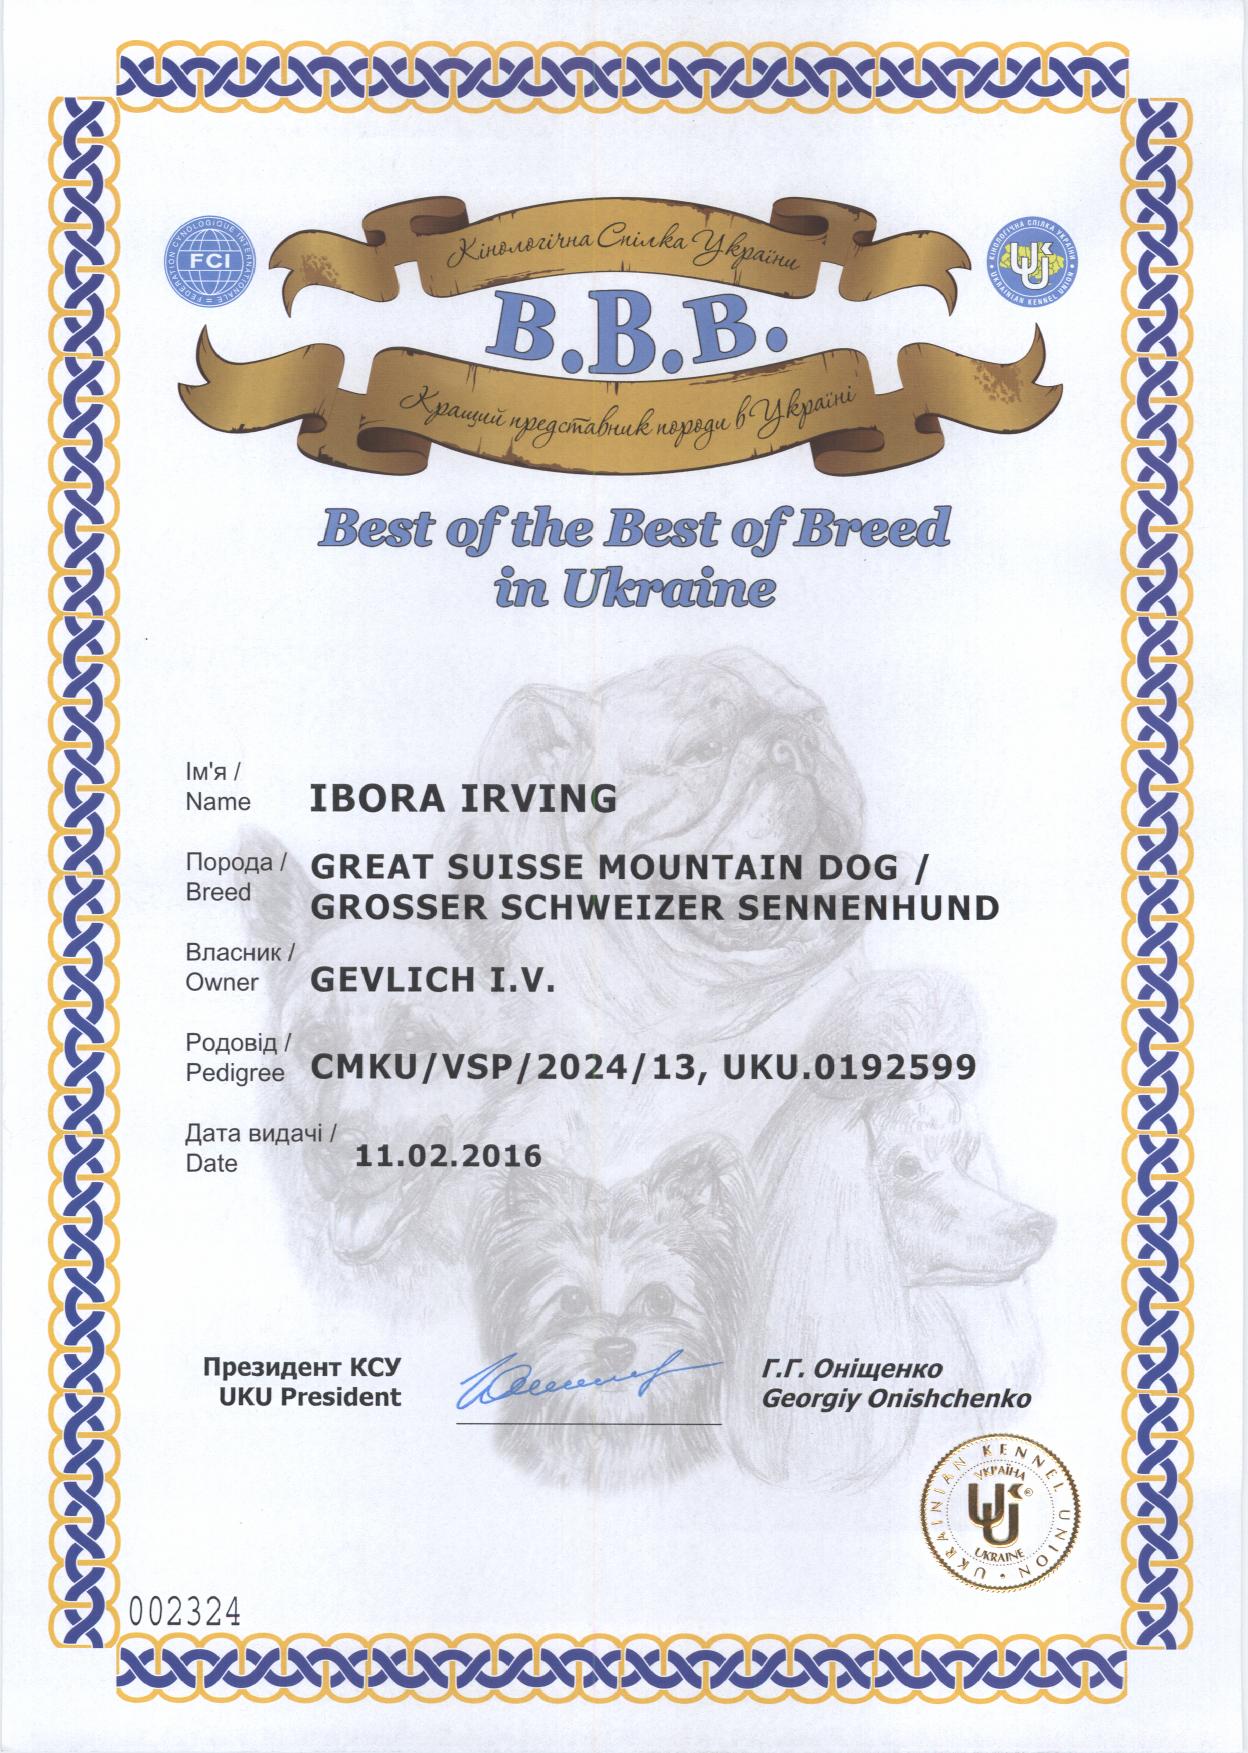 Кінологічна Спілка України
FEDERATION CYNOLOGIQUE INTERNATIONALE
FCI
КІНОЛОГІЧНА СПІЛКА УКРАЇНИ
UKU
UKRAINIAN KENNEL UNION
B.B.B.
Кращий представник породи в Україні
Best of the Best of Breed
in Ukraine
Ім'я /
Name
IBORA IRVING
Порода /
Breed
GREAT SUISSE MOUNTAIN DOG /
GROSSER SCHWEIZER SENNENHUND
Власник /
Owner
GEVLICH I.V.
Родовід /
Pedigree
CMKU/VSP/2024/13, UKU.0192599
Дата видачі /
Date
11.02.2016
Президент КСУ
UKU President
Г.Г. Оніщенко
Georgiy Onishchenko
UKRAINIAN KENNEL UNION
УКРАЇНА
UKU®
UKRAINE
002324